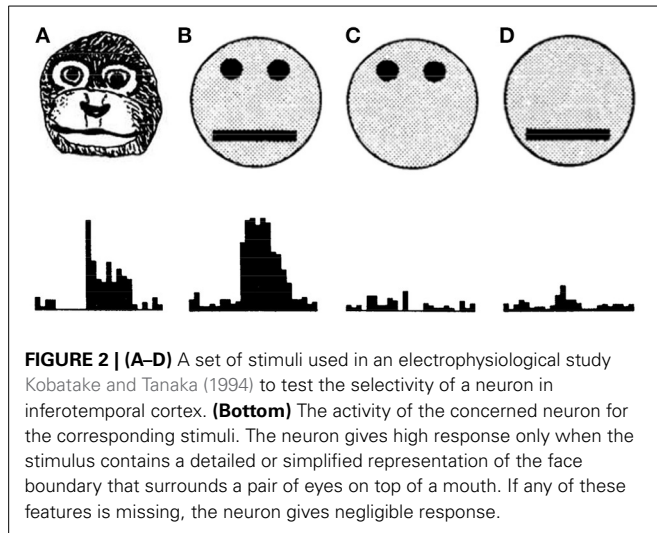 A B C D
FIGURE 2 | (A–D) A set of stimuli used in an electrophysiological study
Kobatake and Tanaka (1994) to test the selectivity of a neuron in
inferotemporal cortex. (Bottom) The activity of the concerned neuron for
the corresponding stimuli. The neuron gives high response only when the
stimulus contains a detailed or simplified representation of the face
boundary that surrounds a pair of eyes on top of a mouth. If any of these
features is missing, the neuron gives negligible response.